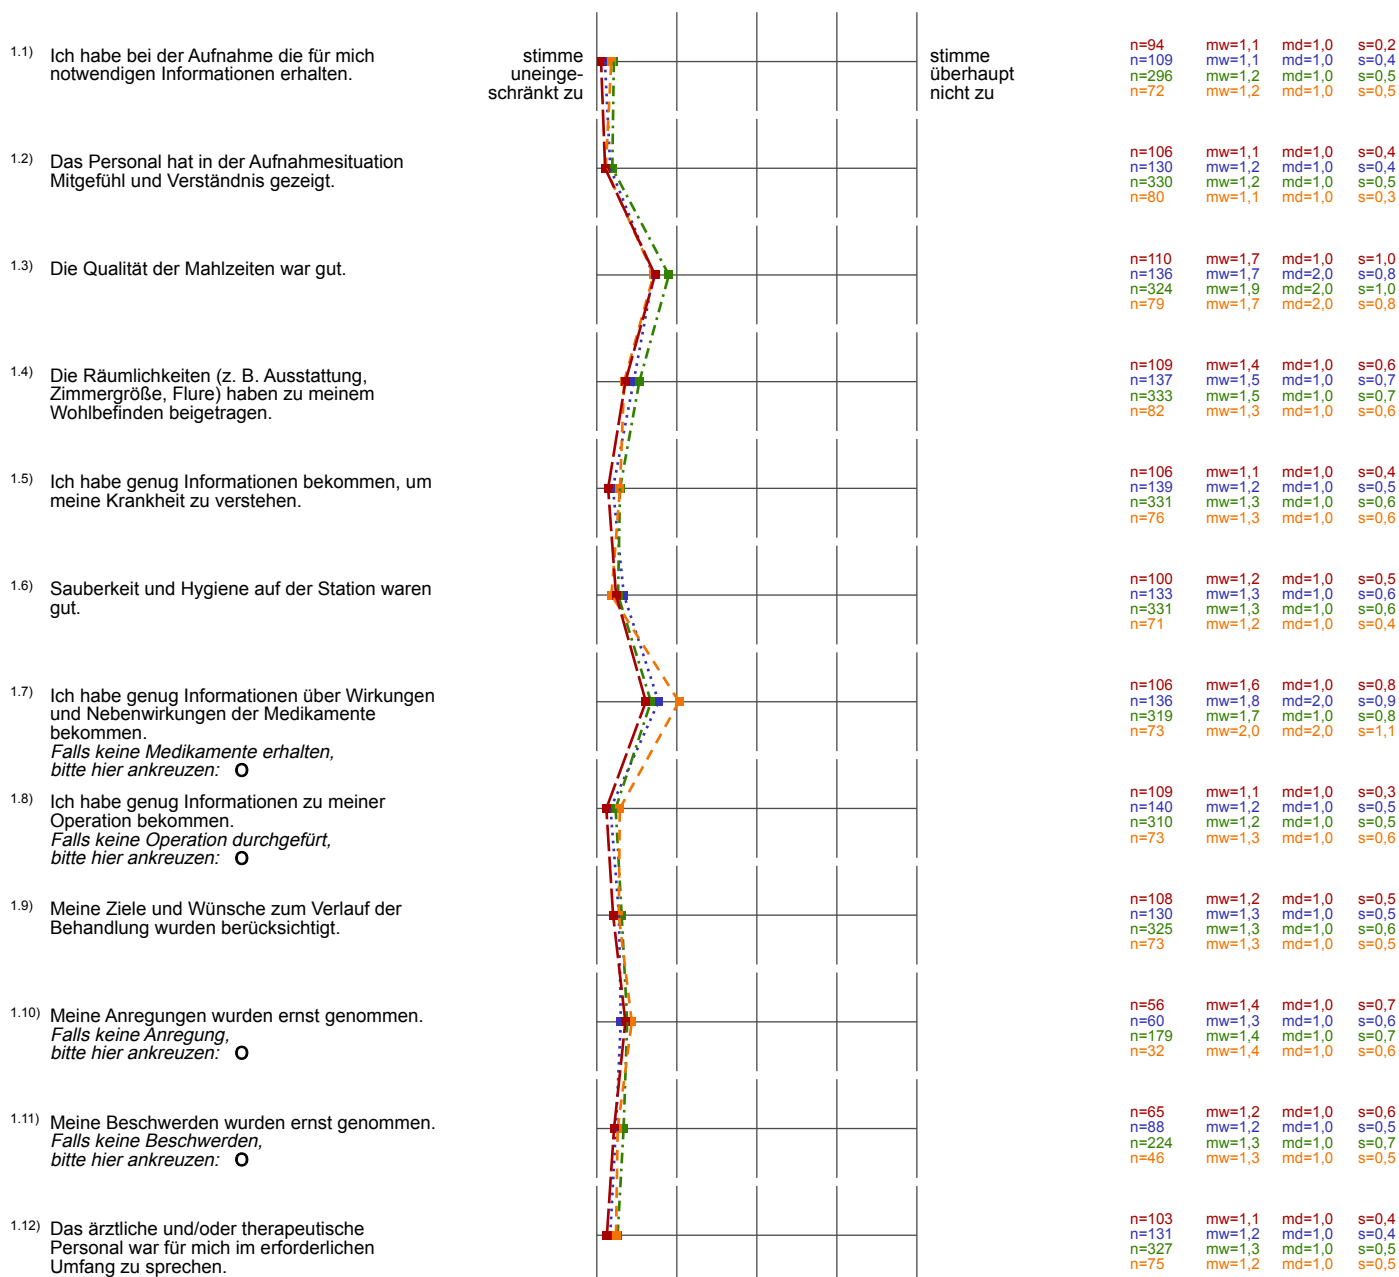 1.1) Ich habe bei der Aufnahme die für mich
notwendigen Informationen erhalten.
stimme
uneinge-
schränkt zu
stimme
überhaupt
nicht zu
n=94 mw=1,1 md=1,0 s=0,2
n=109 mw=1,1 md=1,0 s=0,4
n=296 mw=1,2 md=1,0 s=0,5
n=72 mw=1,2 md=1,0 s=0,5
1.2) Das Personal hat in der Aufnahmesituation
Mitgefühl und Verständnis gezeigt.
n=106 mw=1,1 md=1,0 s=0,4
n=130 mw=1,2 md=1,0 s=0,4
n=330 mw=1,2 md=1,0 s=0,5
n=80 mw=1,1 md=1,0 s=0,3
1.3) Die Qualität der Mahlzeiten war gut.
n=110 mw=1,7 md=1,0 s=1,0
n=136 mw=1,7 md=2,0 s=0,8
n=324 mw=1,9 md=2,0 s=1,0
n=79 mw=1,7 md=2,0 s=0,8
1.4) Die Räumlichkeiten (z. B. Ausstattung,
Zimmergröße, Flure) haben zu meinem
Wohlbefinden beigetragen.
n=109 mw=1,4 md=1,0 s=0,6
n=137 mw=1,5 md=1,0 s=0,7
n=333 mw=1,5 md=1,0 s=0,7
n=82 mw=1,3 md=1,0 s=0,6
1.5) Ich habe genug Informationen bekommen, um
meine Krankheit zu verstehen.
n=106 mw=1,1 md=1,0 s=0,4
n=139 mw=1,2 md=1,0 s=0,5
n=331 mw=1,3 md=1,0 s=0,6
n=76 mw=1,3 md=1,0 s=0,6
1.6) Sauberkeit und Hygiene auf der Station waren
gut.
n=100 mw=1,2 md=1,0 s=0,5
n=133 mw=1,3 md=1,0 s=0,6
n=331 mw=1,3 md=1,0 s=0,6
n=71 mw=1,2 md=1,0 s=0,4
1.7) Ich habe genug Informationen über Wirkungen
und Nebenwirkungen der Medikamente
bekommen.
Falls keine Medikamente erhalten,
bitte hier ankreuzen: O
n=106 mw=1,6 md=1,0 s=0,8
n=136 mw=1,8 md=2,0 s=0,9
n=319 mw=1,7 md=1,0 s=0,8
n=73 mw=2,0 md=2,0 s=1,1
1.8) Ich habe genug Informationen zu meiner
Operation bekommen.
Falls keine Operation durchgefürt,
bitte hier ankreuzen: O
n=109 mw=1,1 md=1,0 s=0,3
n=140 mw=1,2 md=1,0 s=0,5
n=310 mw=1,2 md=1,0 s=0,5
n=73 mw=1,3 md=1,0 s=0,6
1.9) Meine Ziele und Wünsche zum Verlauf der
Behandlung wurden berücksichtigt.
n=108 mw=1,2 md=1,0 s=0,5
n=130 mw=1,3 md=1,0 s=0,5
n=325 mw=1,3 md=1,0 s=0,6
n=73 mw=1,3 md=1,0 s=0,5
1.10) Meine Anregungen wurden ernst genommen.
Falls keine Anregung,
bitte hier ankreuzen: O
n=56 mw=1,4 md=1,0 s=0,7
n=60 mw=1,3 md=1,0 s=0,6
n=179 mw=1,4 md=1,0 s=0,7
n=32 mw=1,4 md=1,0 s=0,6
1.11) Meine Beschwerden wurden ernst genommen.
Falls keine Beschwerden,
bitte hier ankreuzen: O
n=65 mw=1,2 md=1,0 s=0,6
n=88 mw=1,2 md=1,0 s=0,5
n=224 mw=1,3 md=1,0 s=0,7
n=46 mw=1,3 md=1,0 s=0,5
1.12) Das ärztliche und/oder therapeutische
Personal war für mich im erforderlichen
Umfang zu sprechen.
n=103 mw=1,1 md=1,0 s=0,4
n=131 mw=1,2 md=1,0 s=0,4
n=327 mw=1,3 md=1,0 s=0,5
n=75 mw=1,2 md=1,0 s=0,5